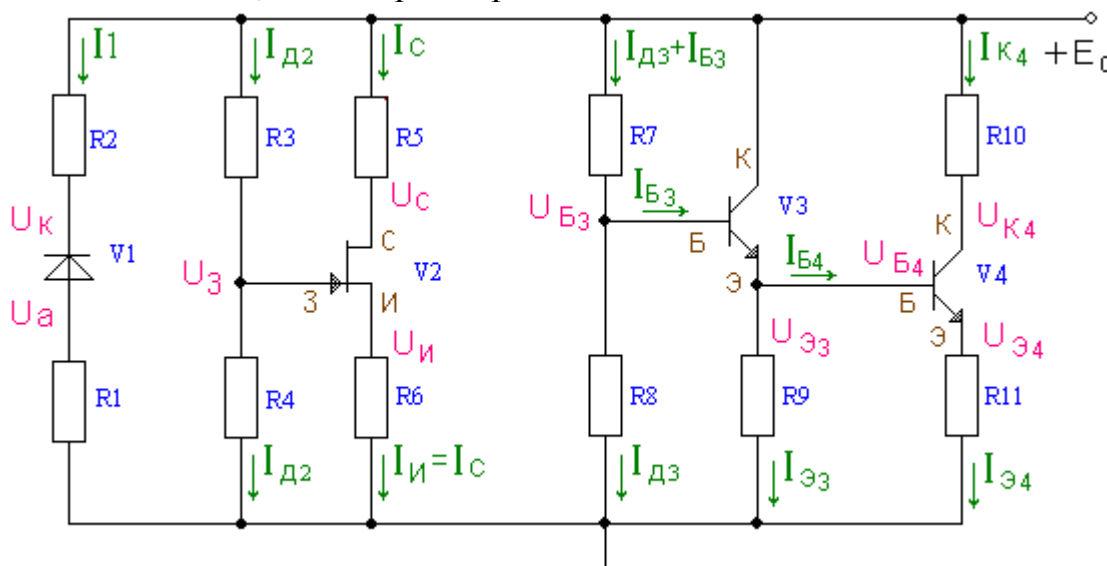 I1
IД2
IС
IД3+IБ3
IК4
+E
R2
R3
R5
R7
R10
UК
V1
Uа
UС
С
V2
UЗ
З
И
UИ
UБ3
IБ3
К
V3
Б
Э
IБ4
UБ4
К
UК4
V4
Б
Э
UЭ3
UЭ4
R1
R4
R6
R8
R9
R11
IД2
IИ=IС
IД3
IЭ3
IЭ4